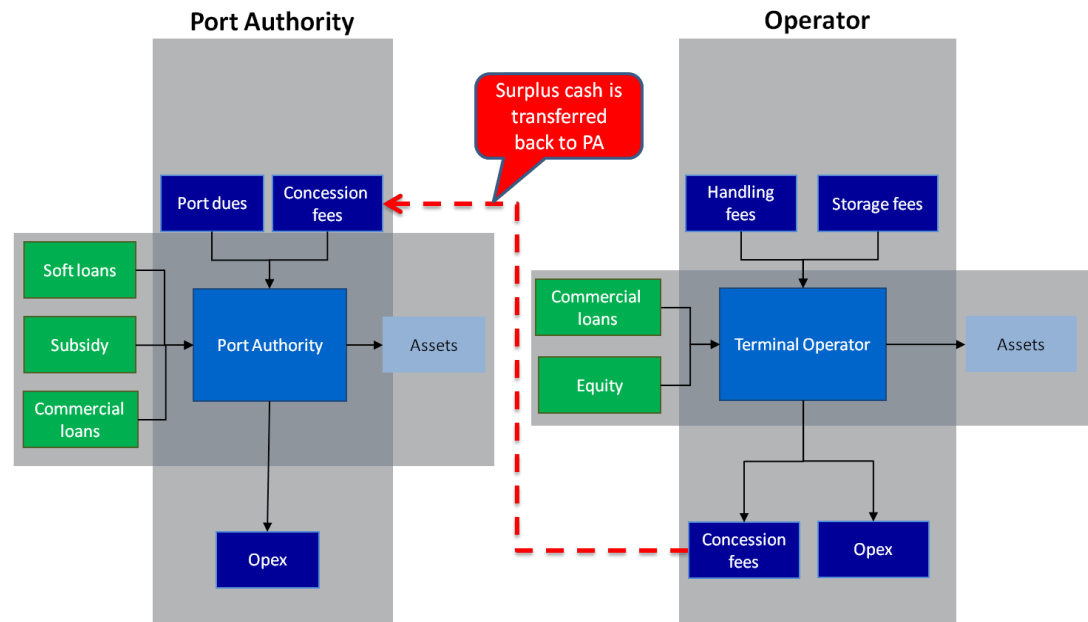 Port Authority
Operator
Surplus cash is
transferred
back to PA
Port dues
Concession
fees
Handling
fees
Storage fees
Soft loans
Subsidy
Commercial
loans
Port Authority
Assets
Commercial
loans
Equity
Terminal Operator
Assets
Opex
Concession
fees
Opex